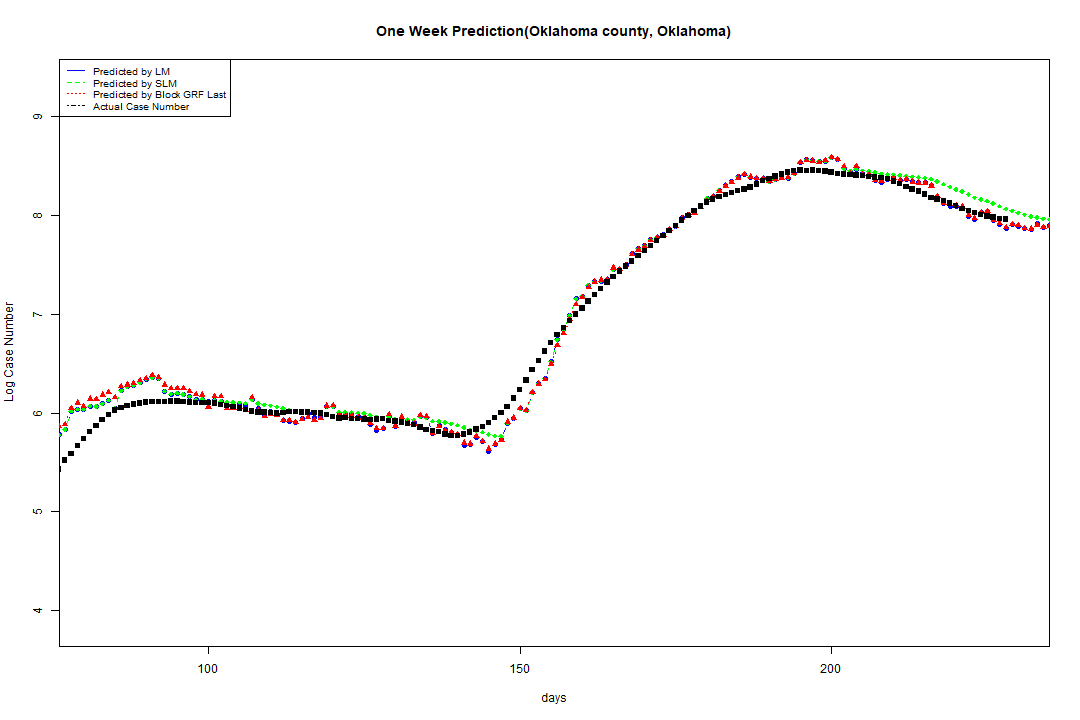 One Week Prediction(Oklahoma county, Oklahoma)
Predicted by LM
Predicted by SLM
Predicted by Block GRF Last
Actual Case Number
9
8
7
6
5
4
Log Case Number
100
150
200
days